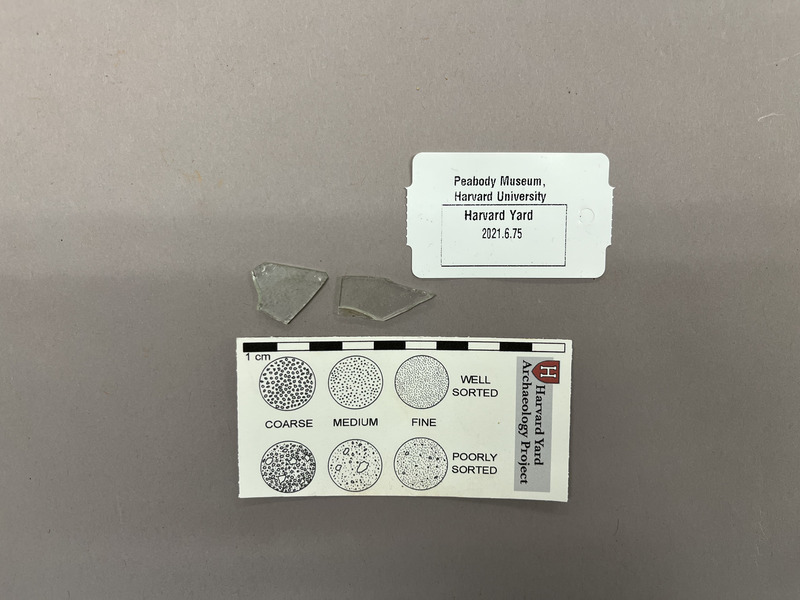 Peabody Museum,
Harvard University
Harvard Yard
2021.6.75
1 cm
WELL
SORTED
COARSE MEDIUM FINE
POORLY
SORTED
H
Harvard Yard
Archaeology Project